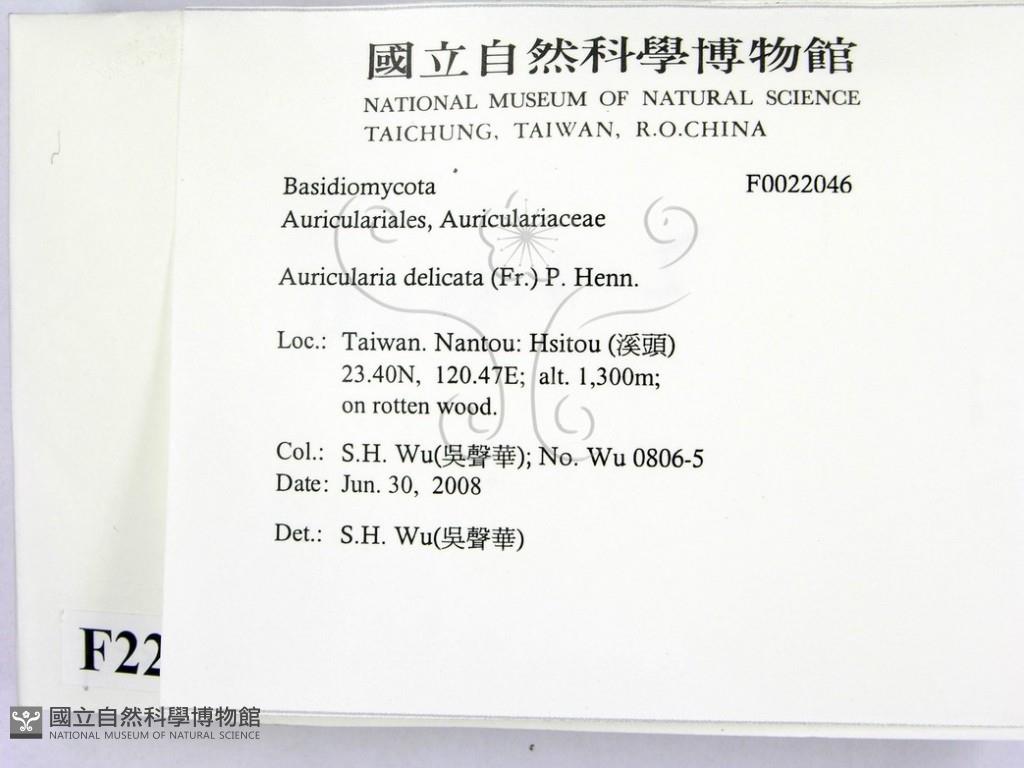 國立自然科學博物館
NATIONAL MUSEUM OF NATURAL SCIENCE
TAICHUNG, TAIWAN, R.O.CHINA
Basidiomycota F0022046
Auriculariales, Auriculariaceae
Auricularia delicata (Fr.) P. Henn.
Loc.: Taiwan. Nantou: Hsitou (溪頭)
23.40N, 120.47E; alt. 1,300m;
on rotten wood.
Col.: S.H. Wu(吳聲華); No. Wu 0806-5
Date: Jun. 30, 2008
Det.: S.H. Wu(吳聲華)
F22
國立自然科學博物館
NATIONAL MUSEUM OF NATURAL SCIENCE